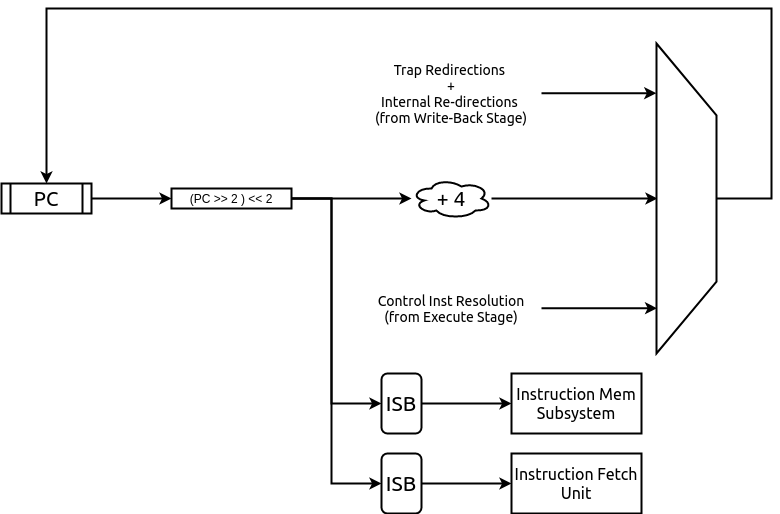 Trap Redirections
+
Internal Re-directions
(from Write-Back Stage)
PC
(PC >> 2 ) << 2
+ 4
Control Inst Resolution
(from Execute Stage)
ISB
Instruction Mem
Subsystem
ISB
Instruction Fetch
Unit